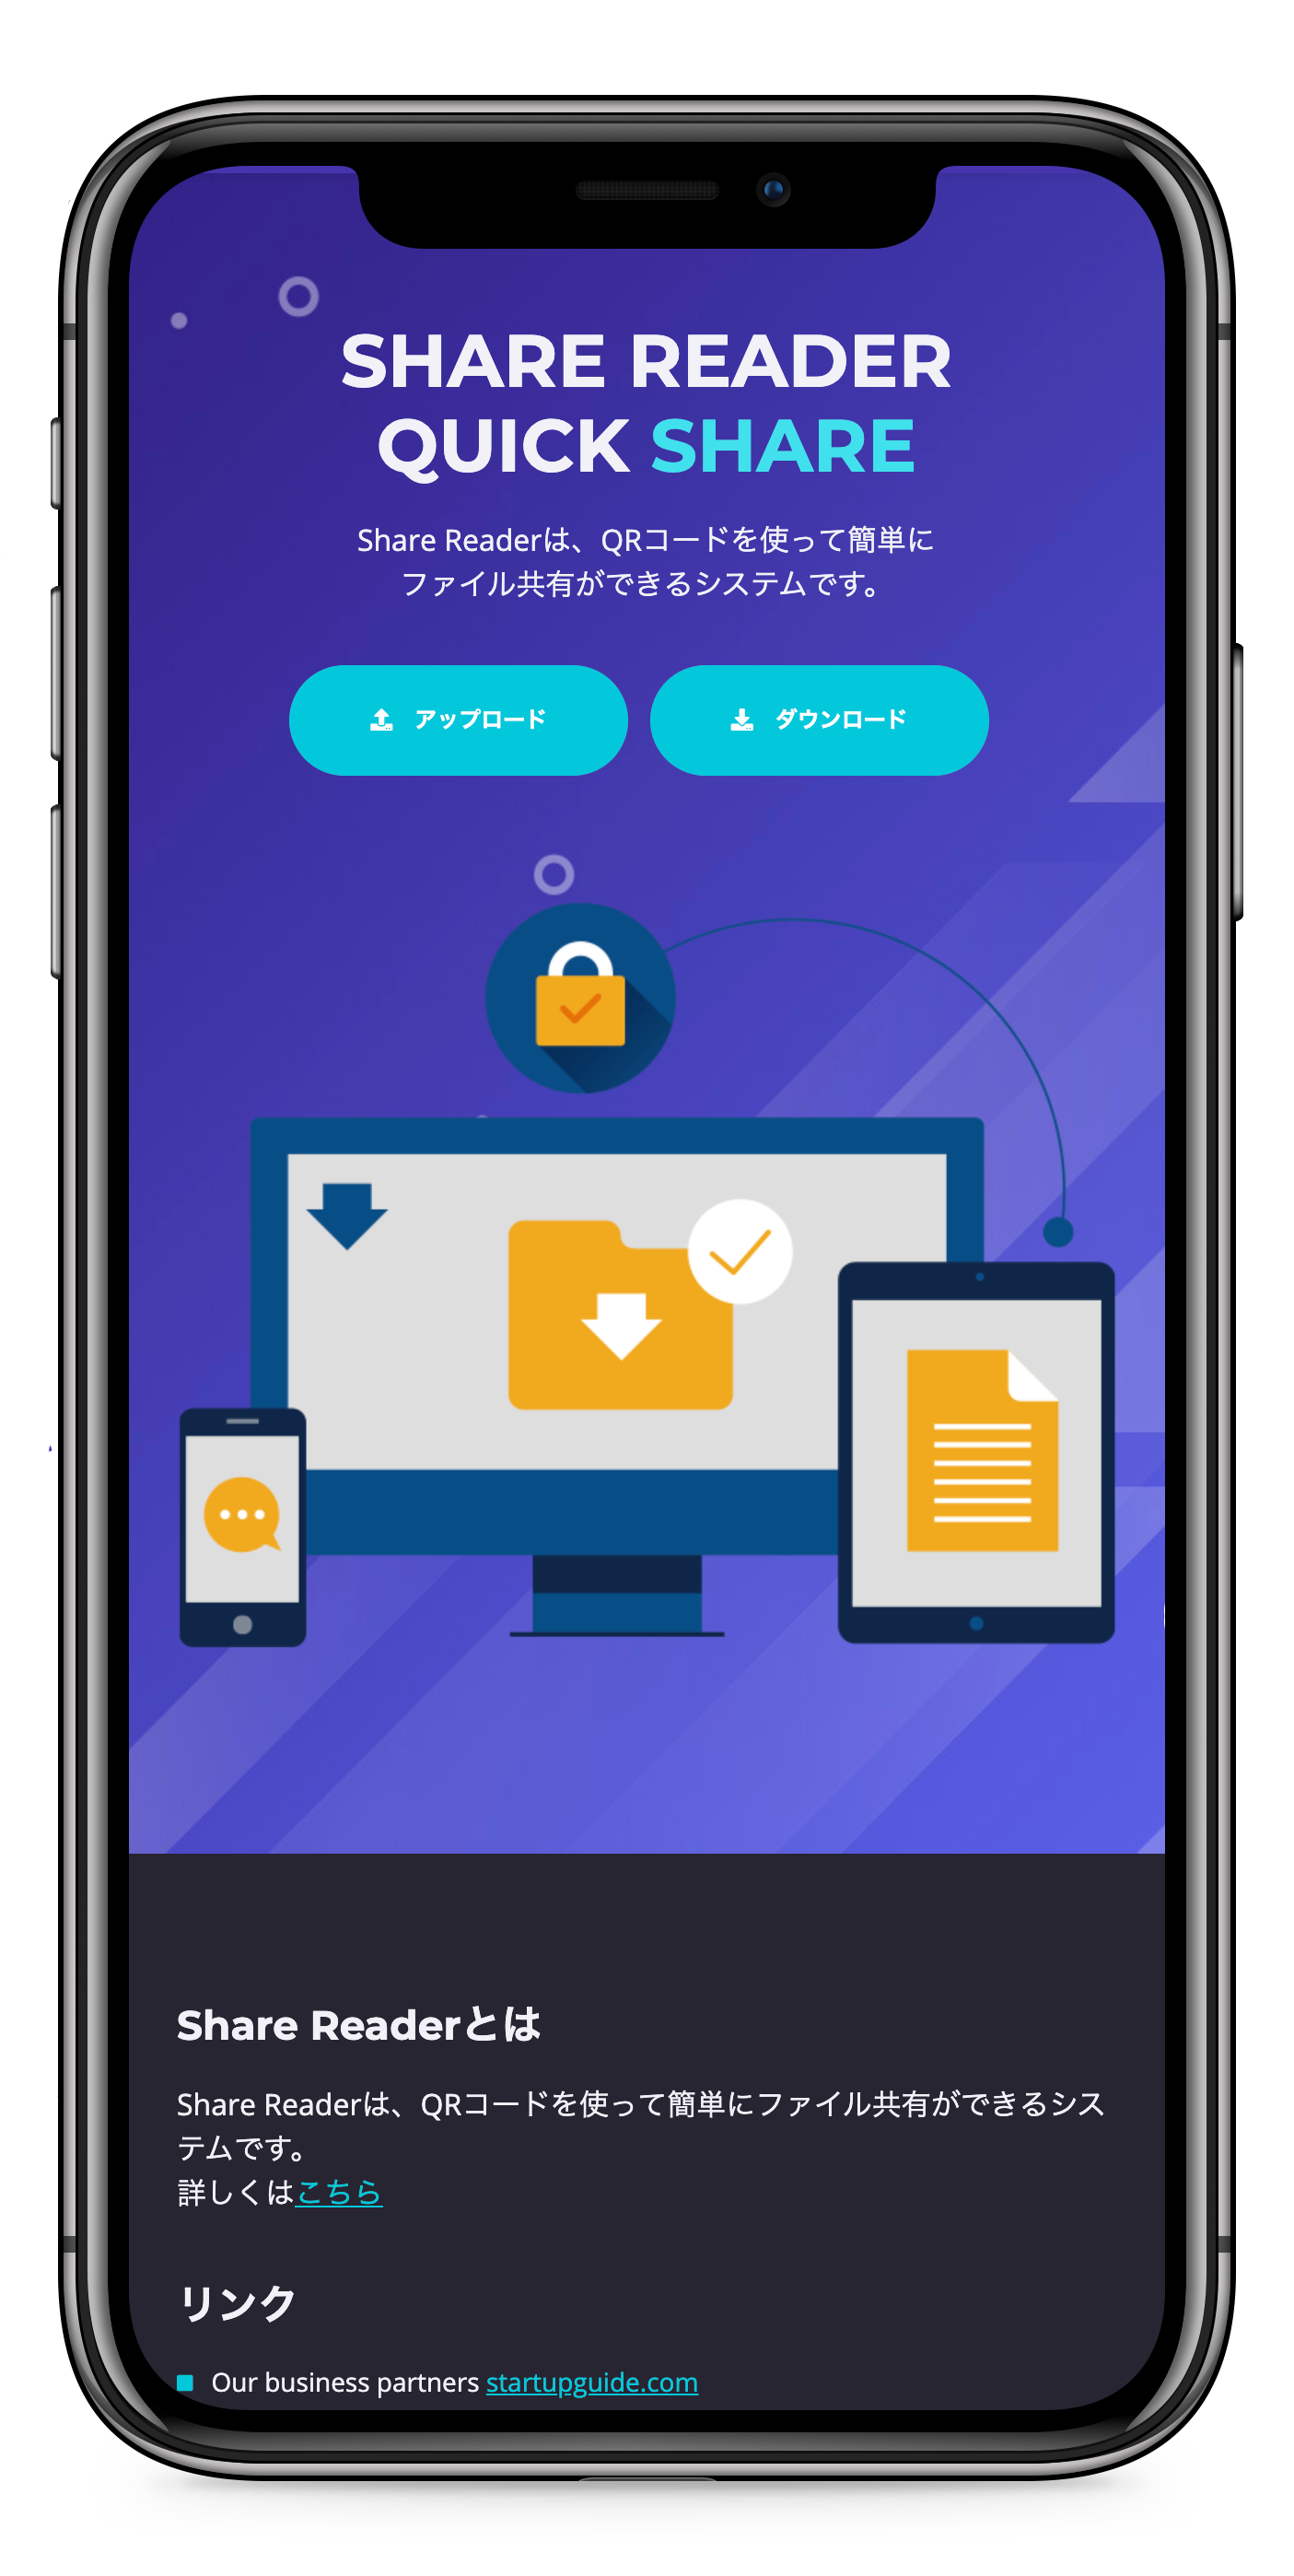 SHARE READER
QUICK SHARE
Share Readerは、QRコードを使って簡単に
ファイル共有ができるシステムです。
アップロード
ダウンロード
Share Readerとは
Share Readerは、QRコードを使って簡単にファイル共有ができるシス
テムです。
詳しくはこちら
リンク
Our business partners startupguide.com